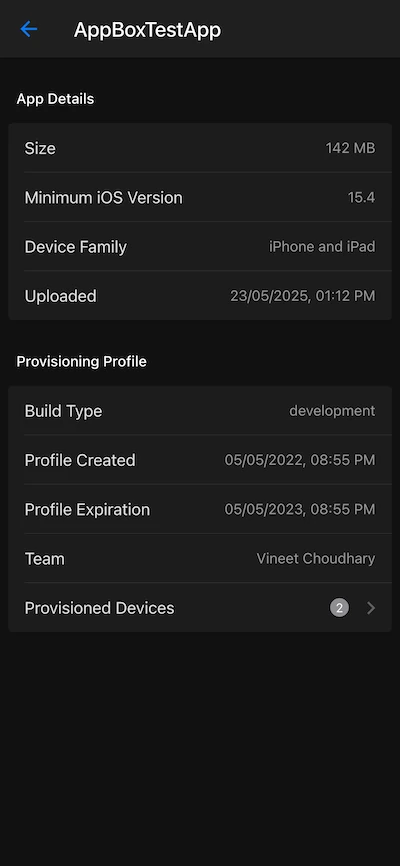 AppBoxTestApp
App Details
Size 142 MB
Minimum iOS Version 15.4
Device Family iPhone and iPad
Uploaded 23/05/2025, 01:12 PM
Provisioning Profile
Build Type development
Profile Created 05/05/2022, 08:55 PM
Profile Expiration 05/05/2023, 08:55 PM
Team Vineet Choudhary
Provisioned Devices 2